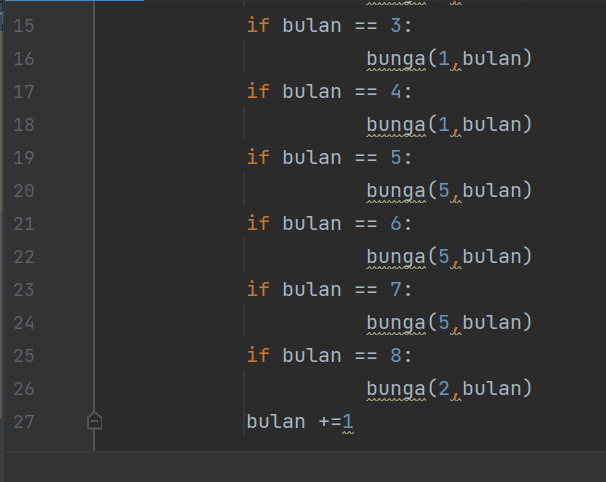 15 if bulan == 3:
16 bunga(1,bulan)
17 if bulan == 4:
18 bunga(1,bulan)
19 if bulan == 5:
20 bunga(5,bulan)
21 if bulan == 6:
22 bunga(5,bulan)
23 if bulan == 7:
24 bunga(5,bulan)
25 if bulan == 8:
26 bunga(2,bulan)
27 bulan +=1